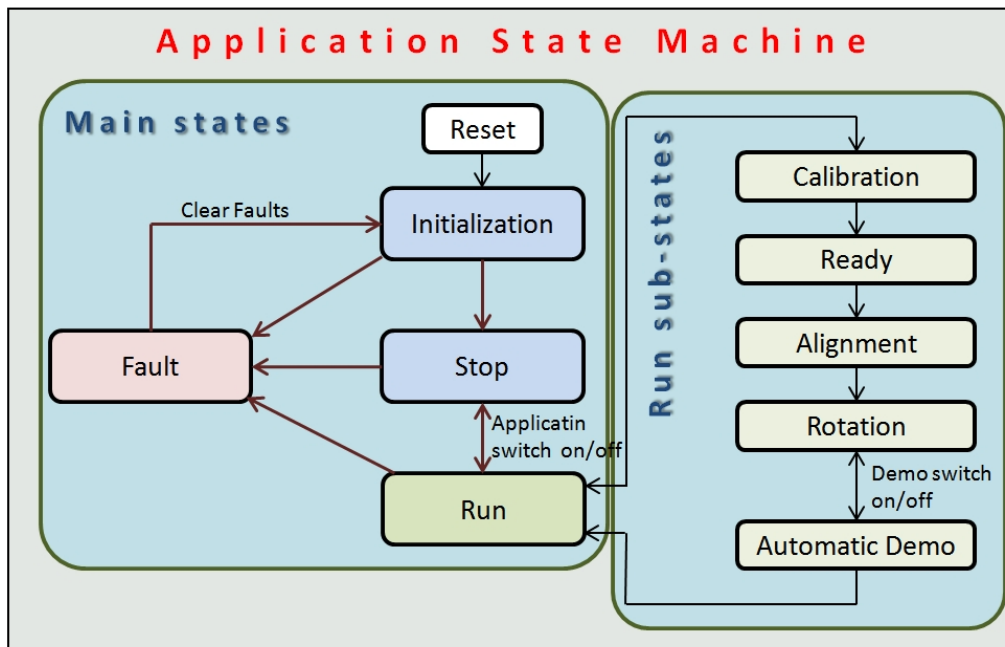 Application State Machine
Main states
Reset
Initialization
Clear Faults
Fault
Stop
Applicatin
switch on/off
Run
Run sub-states
Calibration
Ready
Alignment
Rotation
Demo switch
on/off
Automatic Demo